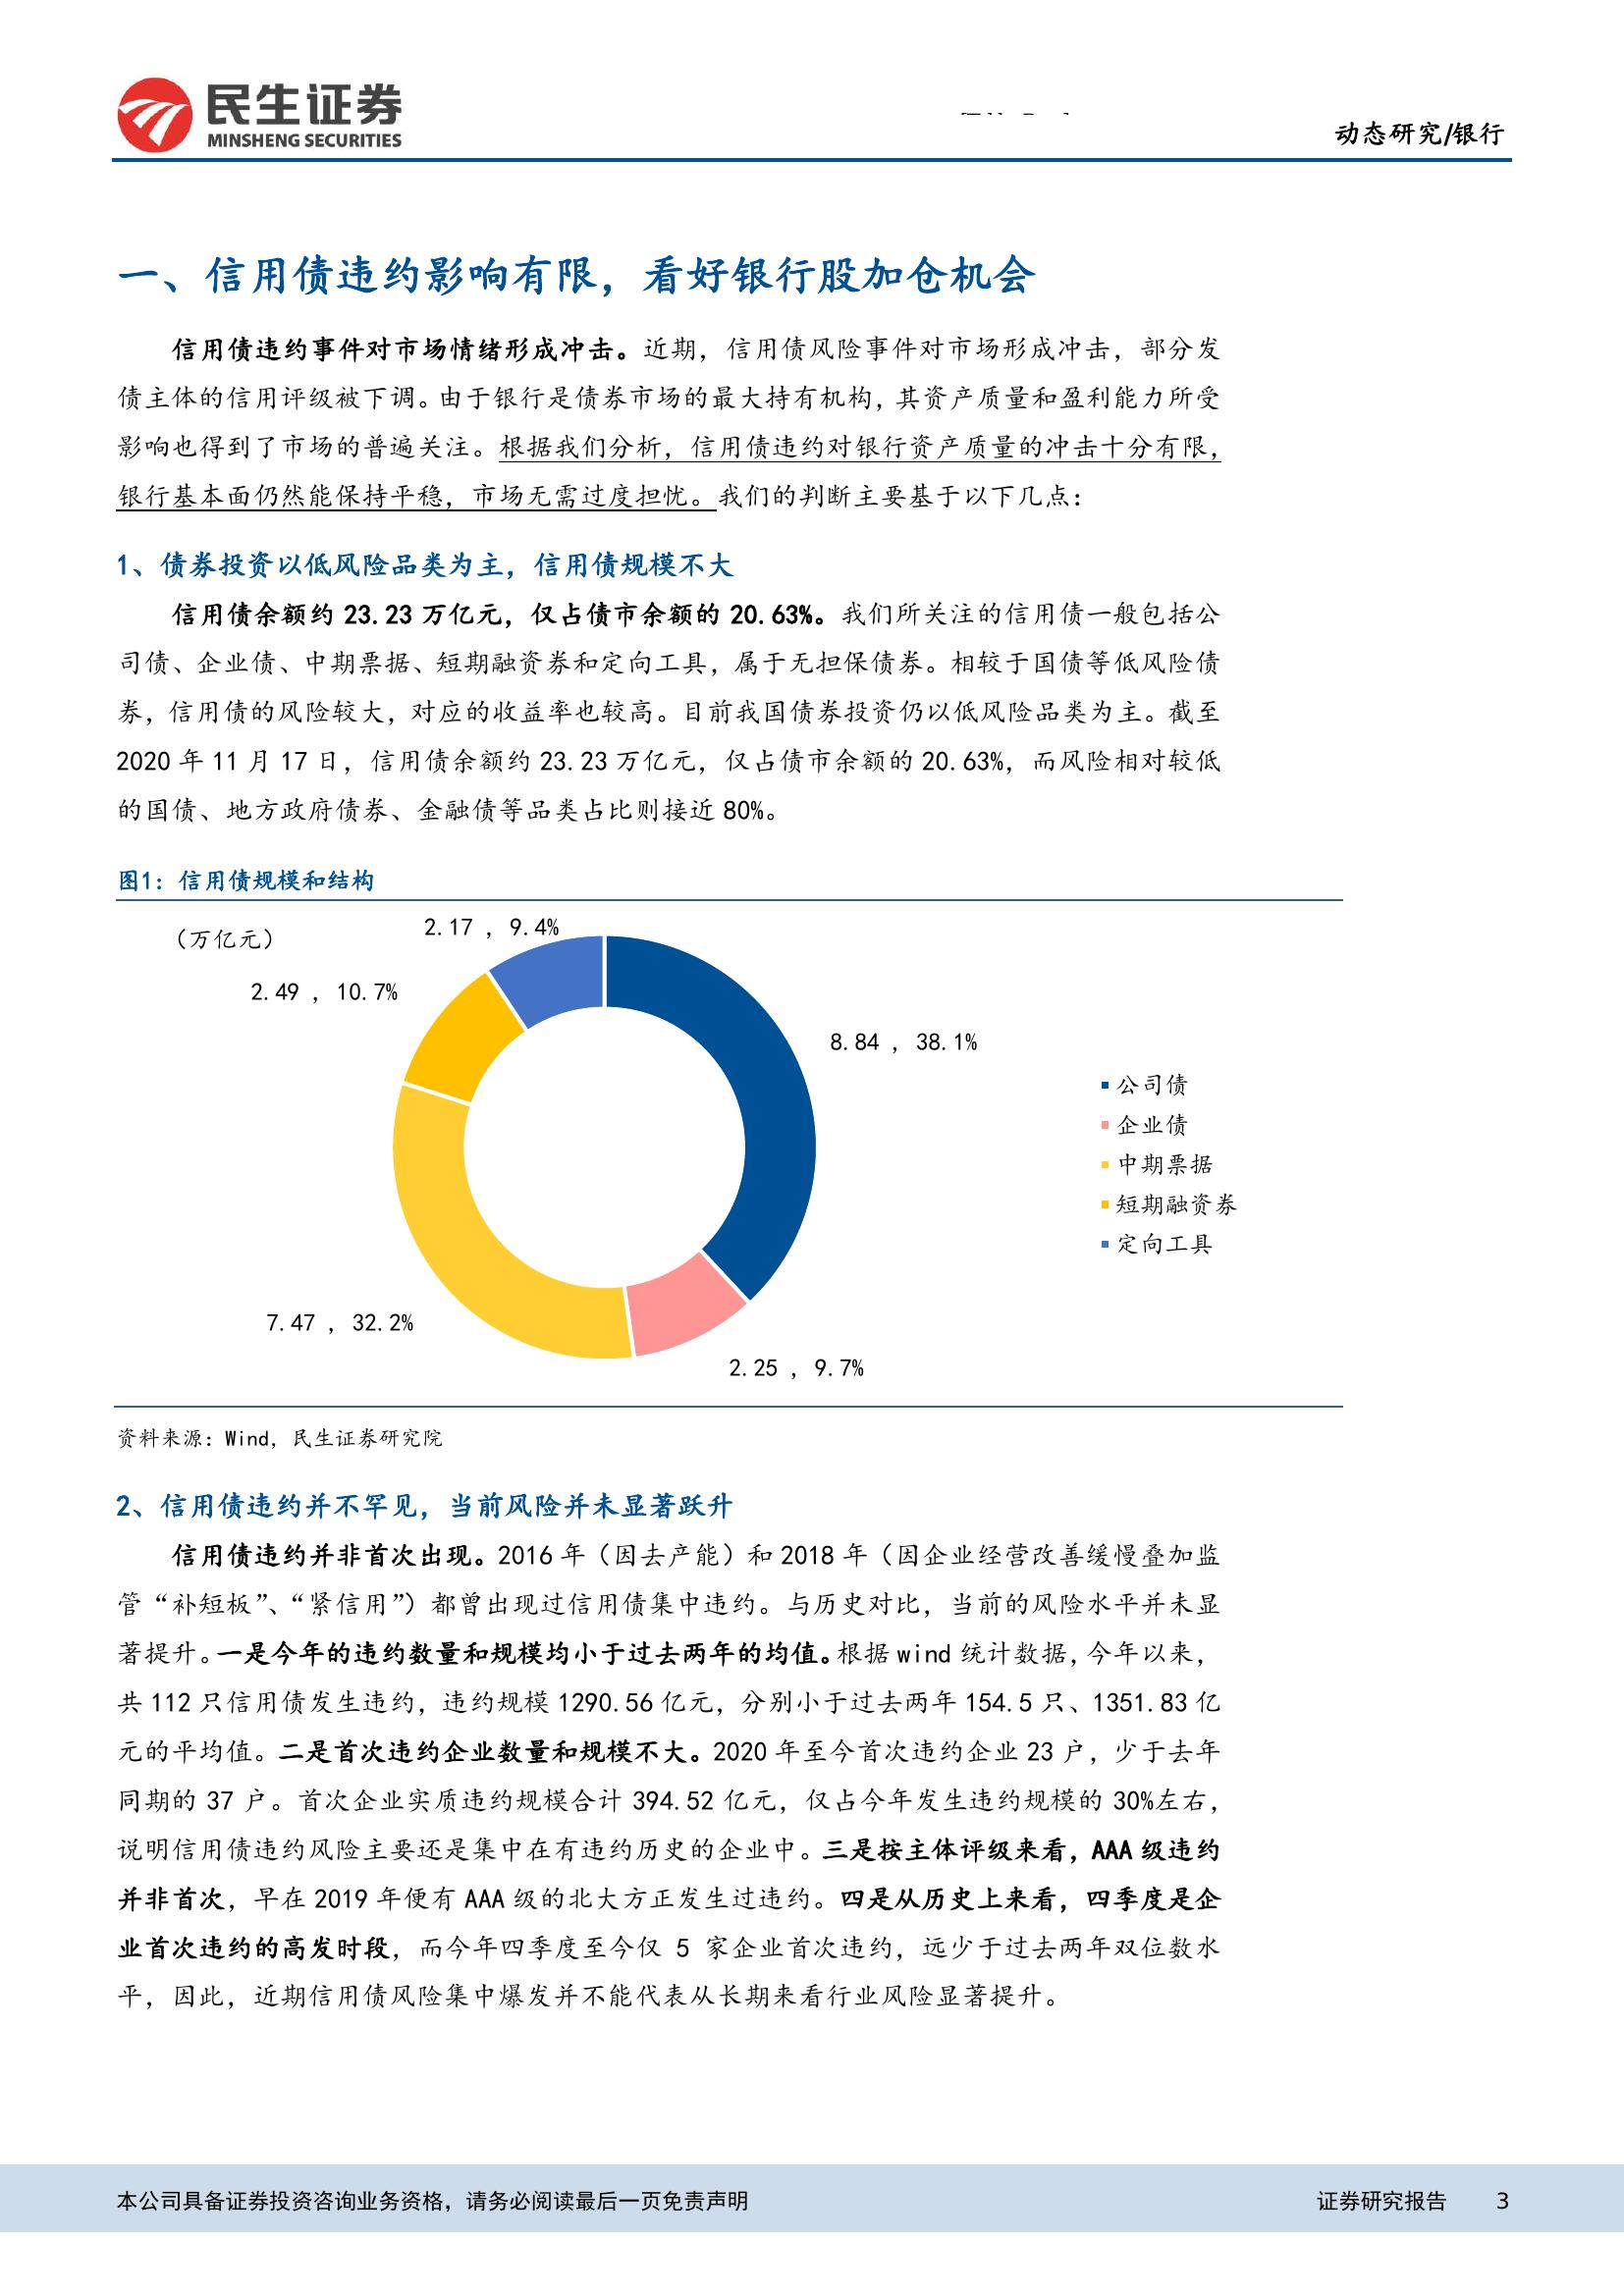 民生证券
MINSHENG SECURITIES
动态研究/银行
一、信用债违约影响有限，看好银行股加仓机会
信用债违约事件对市场情绪形成冲击。近期，信用债风险事件对市场形成冲击，部分发
债主体的信用评级被下调。由于银行是债券市场的最大持有机构，其资产质量和盈利能力所受
影响也得到了市场的普遍关注。根据我们分析，信用债违约对银行资产质量的冲击十分有限，
银行基本面仍然能保持平稳，市场无需过度担忧。我们的判断主要基于以下几点：
1、债券投资以低风险品类为主，信用债规模不大
信用债余额约 23.23 万亿元，仅占债市余额的 20.63%。我们所关注的信用债一般包括公
司债、企业债、中期票据、短期融资券和定向工具，属于无担保债券。相较于国债等低风险债
券，信用债的风险较大，对应的收益率也较高。目前我国债券投资仍以低风险品类为主。截至
2020 年 11 月 17 日，信用债余额约 23.23 万亿元，仅占债市余额的 20.63%，而风险相对较低
的国债、地方政府债券、金融债等品类占比则接近 80%。
图1：信用债规模和结构
（万亿元）
2.17 , 9.4%
2.49 , 10.7%
8.84 , 38.1%
公司债
企业债
中期票据
短期融资券
定向工具
7.47 , 32.2%
2.25 , 9.7%
资料来源：Wind，民生证券研究院
2、信用债违约并不罕见，当前风险并未显著跃升
信用债违约并非首次出现。2016 年（因去产能）和 2018 年（因企业经营改善缓慢叠加监
管“补短板”、“紧信用”）都曾出现过信用债集中违约。与历史对比，当前的风险水平并未显
著提升。一是今年的违约数量和规模均小于过去两年的均值。根据 wind 统计数据，今年以来，
共 112 只信用债发生违约，违约规模 1290.56 亿元，分别小于过去两年 154.5 只、1351.83 亿
元的平均值。二是首次违约企业数量和规模不大。2020 年至今首次违约企业 23 户，少于去年
同期的 37 户。首次企业实质违约规模合计 394.52 亿元，仅占今年发生违约规模的 30%左右，
说明信用债违约风险主要还是集中在有违约历史的企业中。三是按主体评级来看，AAA 级违约
并非首次，早在 2019 年便有 AAA 级的北大方正发生过违约。四是从历史上来看，四季度是企
业首次违约的高发时段，而今年四季度至今仅 5 家企业首次违约，远少于过去两年双位数水
平，因此，近期信用债风险集中爆发并不能代表从长期来看行业风险显著提升。
本公司具备证券投资咨询业务资格，请务必阅读最后一页免责声明
证券研究报告 3